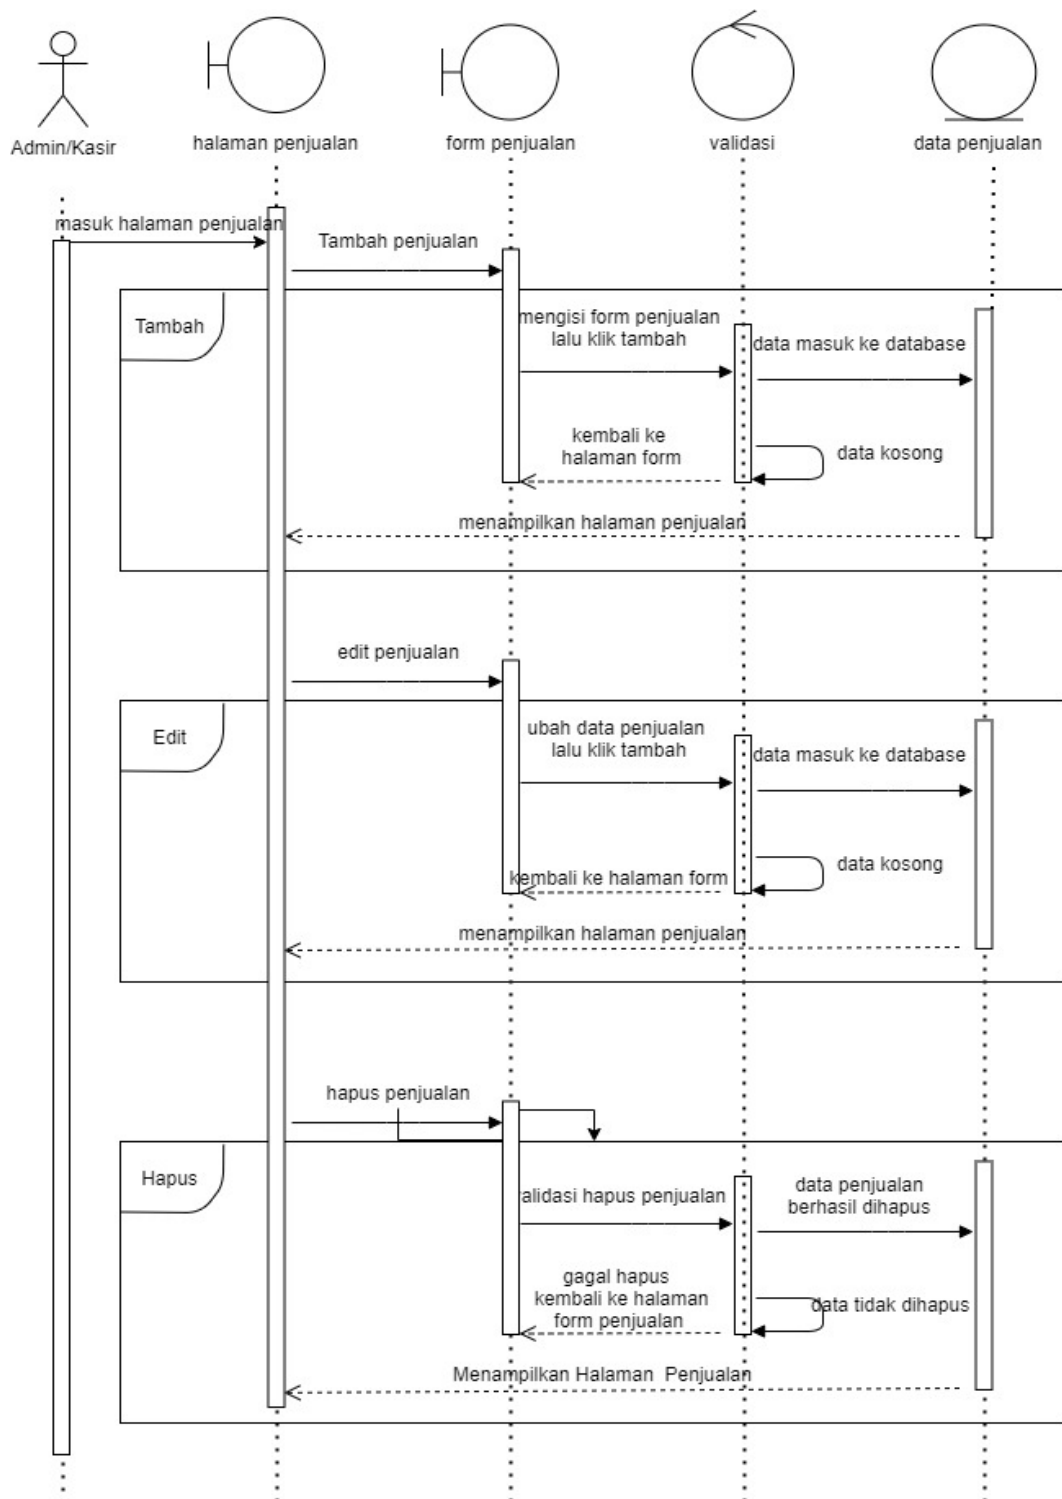 Admin/Kasir
halaman penjualan
form penjualan
validasi
data penjualan
masuk halaman penjualan
Tambah penjualan
Tambah
mengisi form penjualan
lalu klik tambah
data masuk ke database
kembali ke
halaman form
data kosong
menampilkan halaman penjualan
edit penjualan
Edit
ubah data penjualan
lalu klik tambah
data masuk ke database
data kosong
kembali ke halaman form
menampilkan halaman penjualan
hapus penjualan
Hapus
validasi hapus penjualan
data penjualan
berhasil dihapus
gagal hapus
kembali ke halaman
form penjualan
data tidak dihapus
Menampilkan Halaman Penjualan